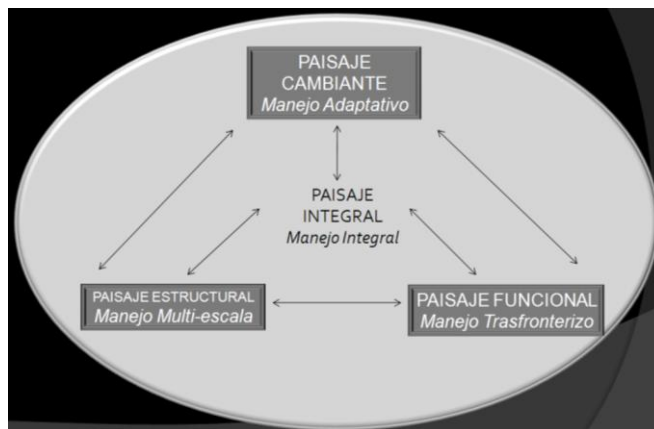 PAISAJE
CAMBIANTE
Manejo Adaptativo
PAISAJE
INTEGRAL
Manejo Integral
PAISAJE ESTRUCTURAL
Manejo Multi-escala
PAISAJE FUNCIONAL
Manejo Trasfronterizo